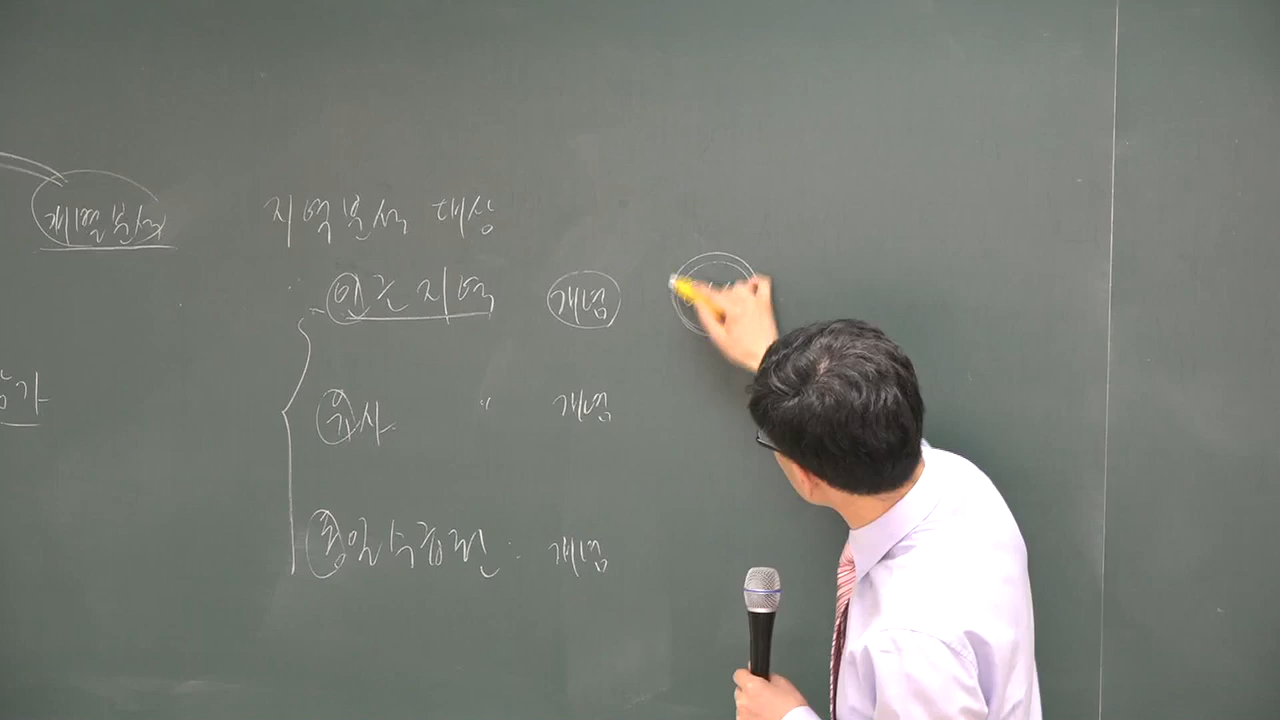 개별분석
지역분석 대상
인근지역 개념
유사 〃 개념
동일수급권 : 개념